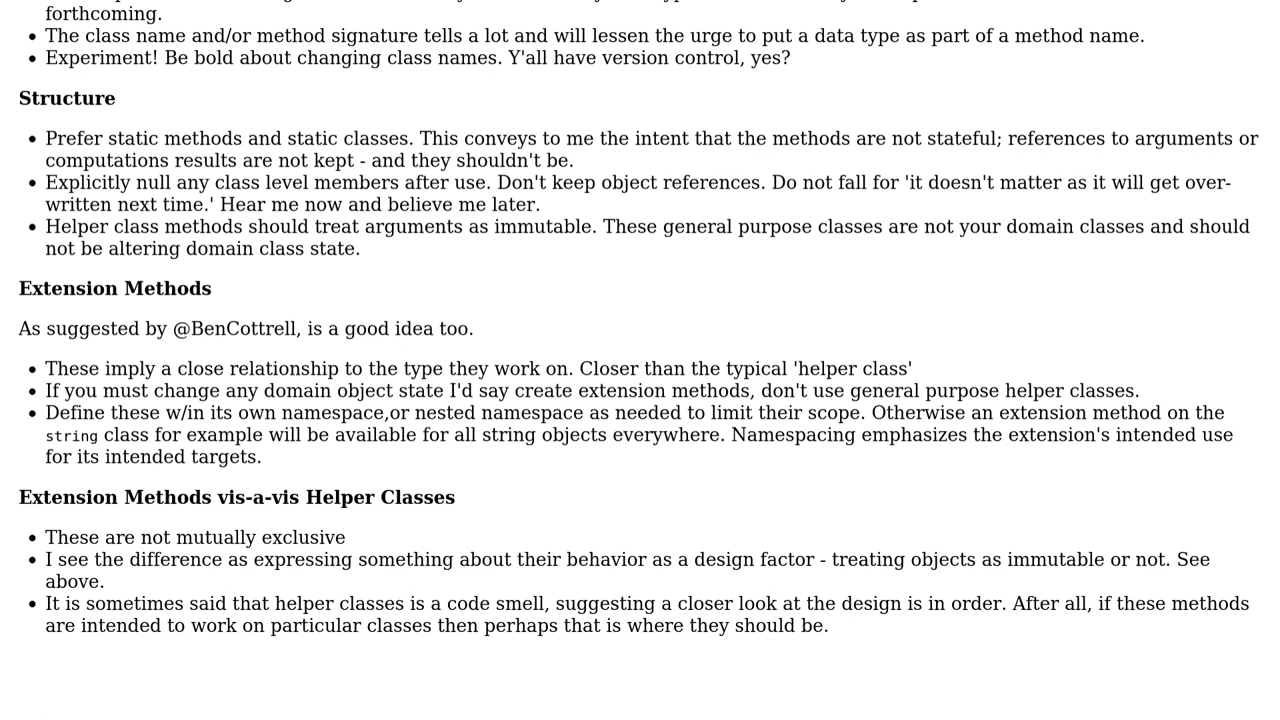 forthcoming.
• The class name and/or method signature tells a lot and will lessen the urge to put a data type as part of a method name.
• Experiment! Be bold about changing class names. Y'all have version control, yes?
Structure
• Prefer static methods and static classes. This conveys to me the intent that the methods are not stateful; references to arguments or
computations results are not kept - and they shouldn't be.
• Explicitly null any class level members after use. Don't keep object references. Do not fall for 'it doesn't matter as it will get over-
written next time.' Hear me now and believe me later.
• Helper class methods should treat arguments as immutable. These general purpose classes are not your domain classes and should
not be altering domain class state.
Extension Methods
As suggested by @BenCottrell, is a good idea too.
• These imply a close relationship to the type they work on. Closer than the typical 'helper class'
• If you must change any domain object state I'd say create extension methods, don't use general purpose helper classes.
• Define these w/in its own namespace,or nested namespace as needed to limit their scope. Otherwise an extension method on the
string class for example will be available for all string objects everywhere. Namespacing emphasizes the extension's intended use
for its intended targets.
Extension Methods vis-a-vis Helper Classes
• These are not mutually exclusive
• I see the difference as expressing something about their behavior as a design factor - treating objects as immutable or not. See
above.
• It is sometimes said that helper classes is a code smell, suggesting a closer look at the design is in order. After all, if these methods
are intended to work on particular classes then perhaps that is where they should be.